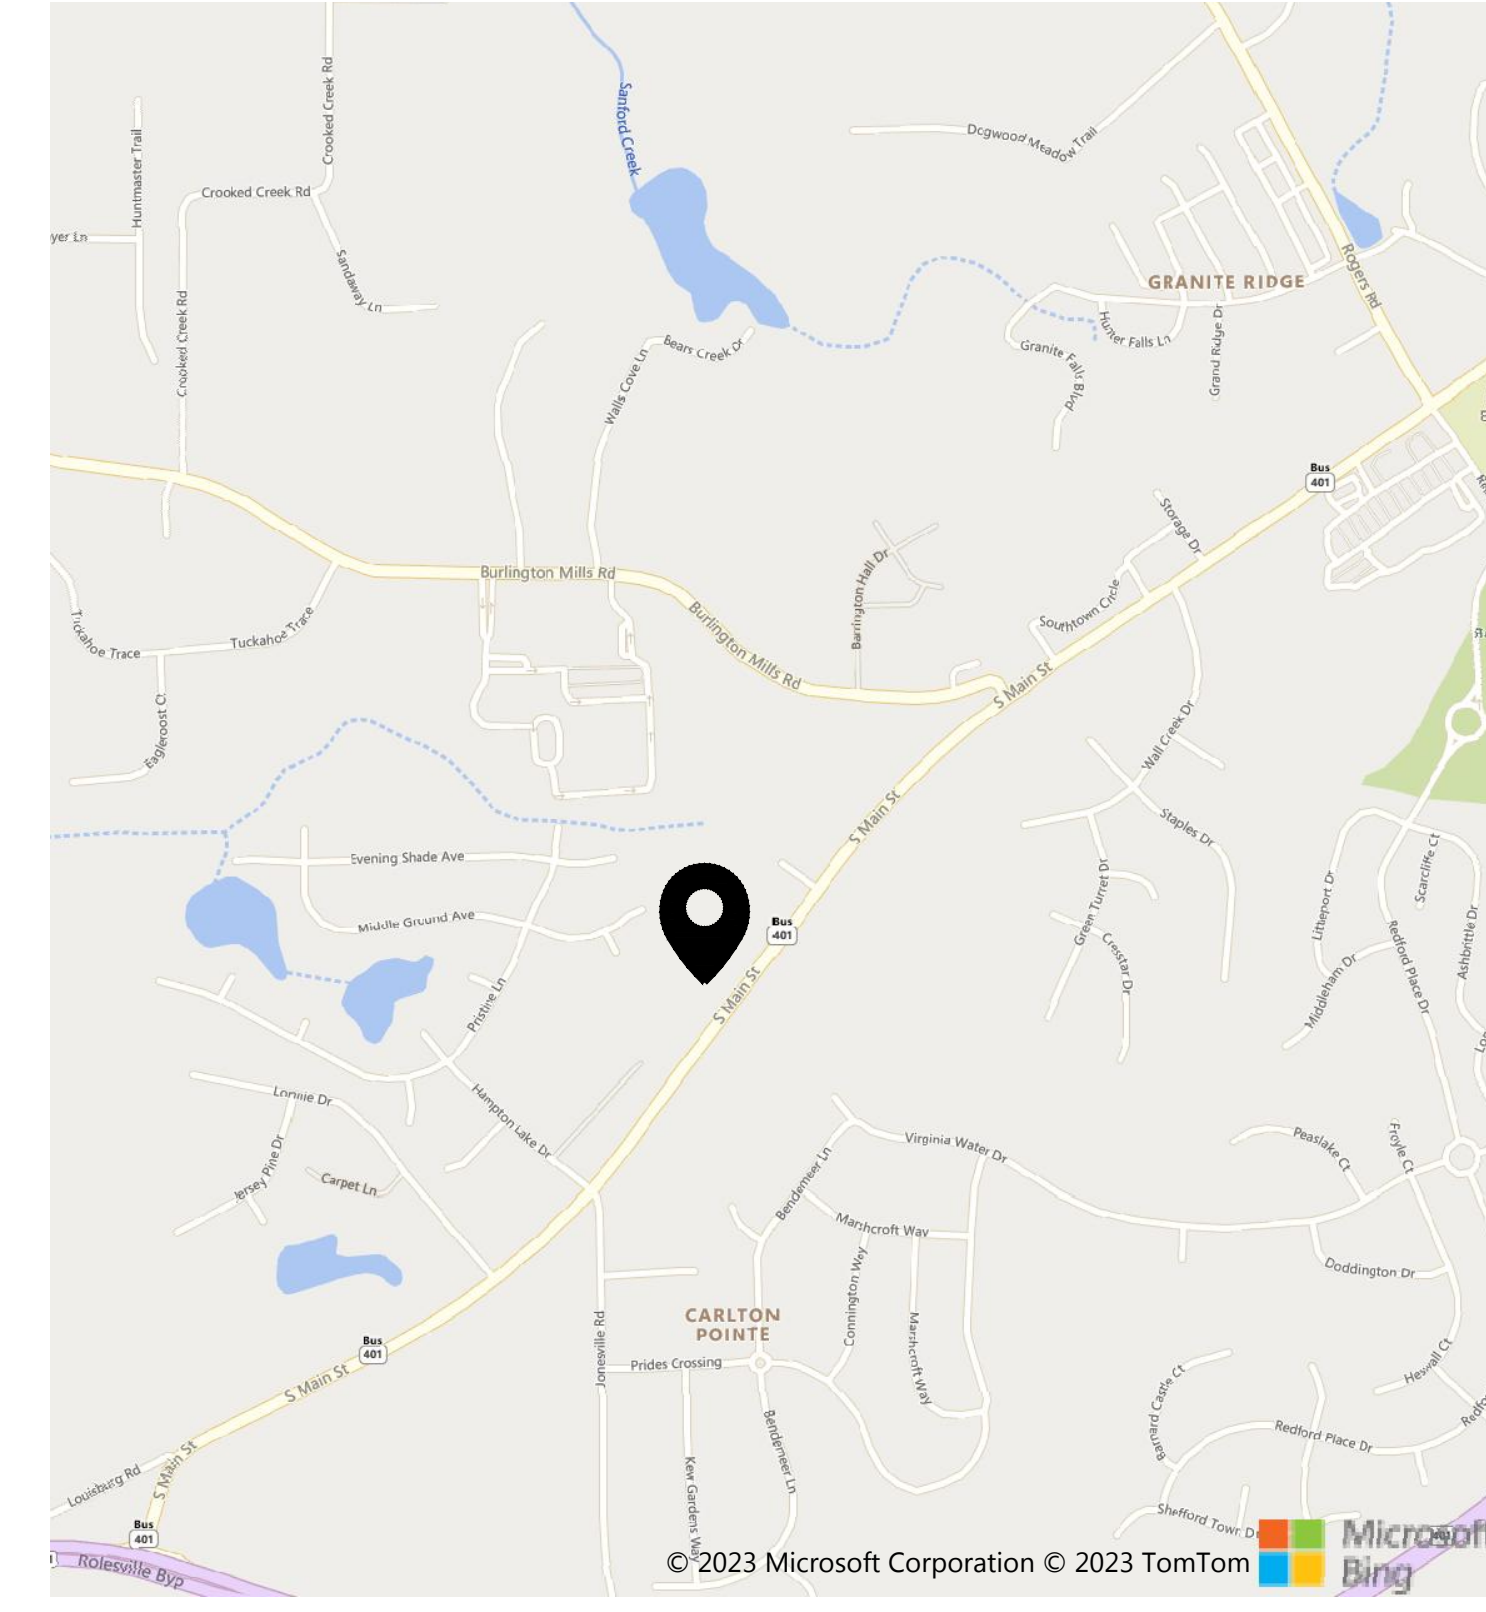 Crooked Creek Rd
Huntmaster Trail
Sanford Creek
Dogwood Meadow Trail
Crooked Creek Rd
yer Ln
Sandaway Ln
Rogers Rd
GRANITE RIDGE
Crooked Creek Rd
Hunter Falls Ln
Bears Creek Dr
Granite Falls Blvd
Grand Ridge Dr
Walls Cove Ln
Bus
401
Storage Dr
Burlington Mills Rd
Barrington Hall Dr
Southtown Circle
Tuckahoe Trace
Tuckahoe Trace
Burlington Mills Rd
S Main St
Eagleroost Ct
Wall Creek Dr
S Main St
Staples Dr
Evening Shade Ave
Scarcliffe Ct
Littleport Dr
Green Turret Dr
Middle Ground Ave
Bus
401
Redford Place Dr
Ashbrittle Dr
Cresstar Dr
S Main St
Pristine Ln
Middleham Dr
Lonnie Dr
Hampton Lake Dr
Virginia Water Dr
Peaslake Ct
Froyle Ct
Jersey Pine Dr
Carpet Ln
Bendemeer Ln
Marshcroft Way
Connington Way
Doddington Dr
CARLTON
POINTE
Jonesville Rd
Marshcroft Way
Bus
401
Prides Crossing
Heswall Ct
S Main St
Barnard Castle Ct
Bendemeer Ln
Redford Place Dr
Redfo
S Main St
Louisburg Rd
Kew Gardens Way
Shefford Town D
Bus
401
Rolesville Byp
401
© 2023 Microsoft Corporation © 2023 TomTom
Microsoft
Bing